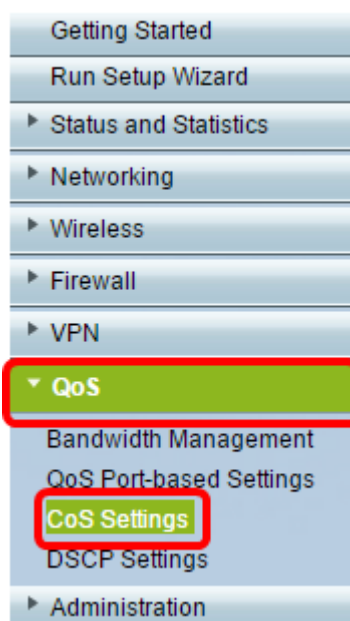 Getting Started
Run Setup Wizard
Status and Statistics
Networking
Wireless
Firewall
VPN
QoS
Bandwidth Management
QoS Port-based Settings
CoS Settings
DSCP Settings
Administration